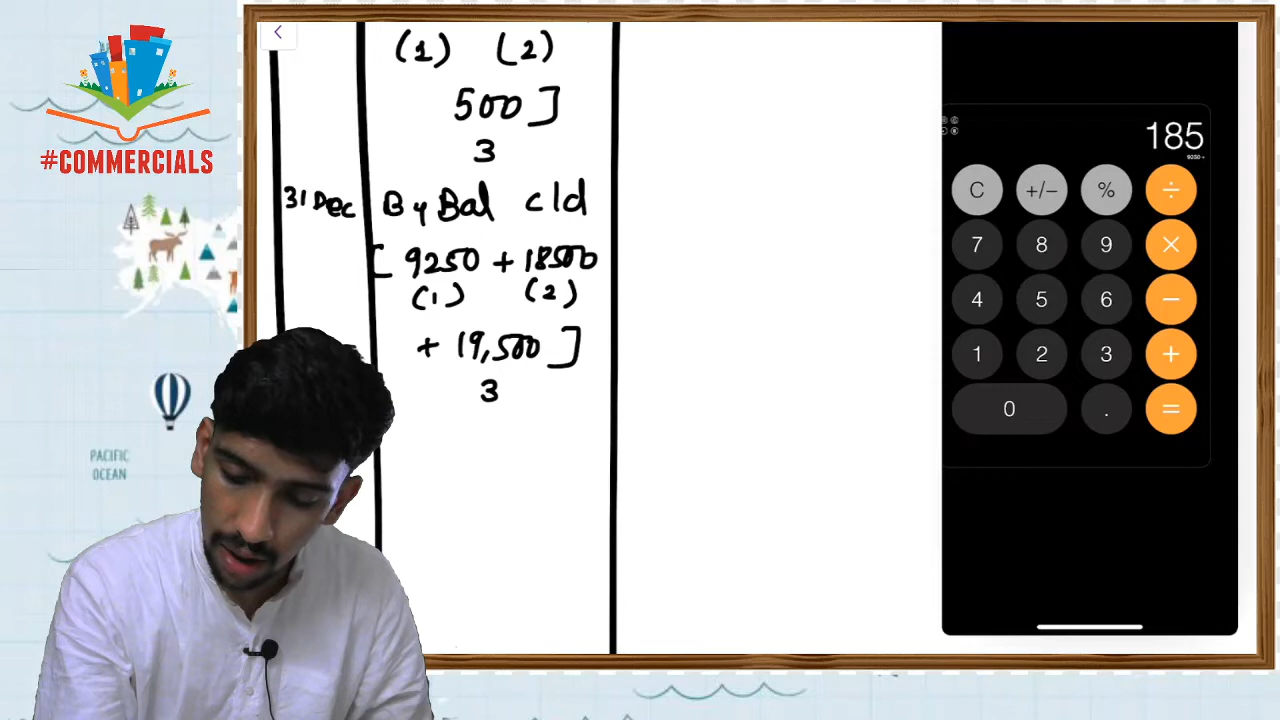 #COMMERCIALS
PACIFIC
OCEAN
(1) (2)
500 ]
3
31 Dec By Bal c/d
[ 9250 + 18500
(1) (2)
+ 19,500 ]
3
185
9250 +
C +/− % ÷
7 8 9 ×
4 5 6 −
1 2 3 +
0 . =